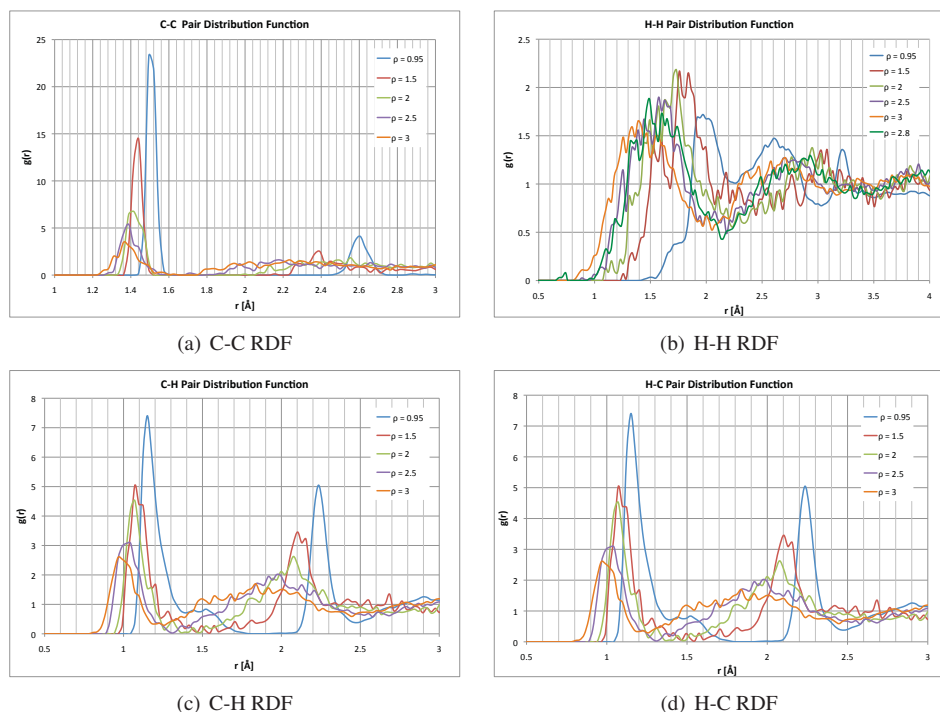 C-C Pair Distribution Function
25
20
15
10
5
0
g(r)
1 1.2 1.4 1.6 1.8 2 2.2 2.4 2.6 2.8 3
r [Å]
ρ = 0.95
ρ = 1.5
ρ = 2
ρ = 2.5
ρ = 3
(a) C-C RDF
H-H Pair Distribution Function
2.5
2
1.5
1
0.5
0
g(r)
0.5 1 1.5 2 2.5 3 3.5 4
r [Å]
ρ = 0.95
ρ = 1.5
ρ = 2
ρ = 2.5
ρ = 3
ρ = 2.8
(b) H-H RDF
C-H Pair Distribution Function
8
7
6
5
4
3
2
1
0
g(r)
0.5 1 1.5 2 2.5 3
r [Å]
ρ = 0.95
ρ = 1.5
ρ = 2
ρ = 2.5
ρ = 3
(c) C-H RDF
H-C Pair Distribution Function
8
7
6
5
4
3
2
1
0
g(r)
0.5 1 1.5 2 2.5 3
r [Å]
ρ = 0.95
ρ = 1.5
ρ = 2
ρ = 2.5
ρ = 3
(d) H-C RDF